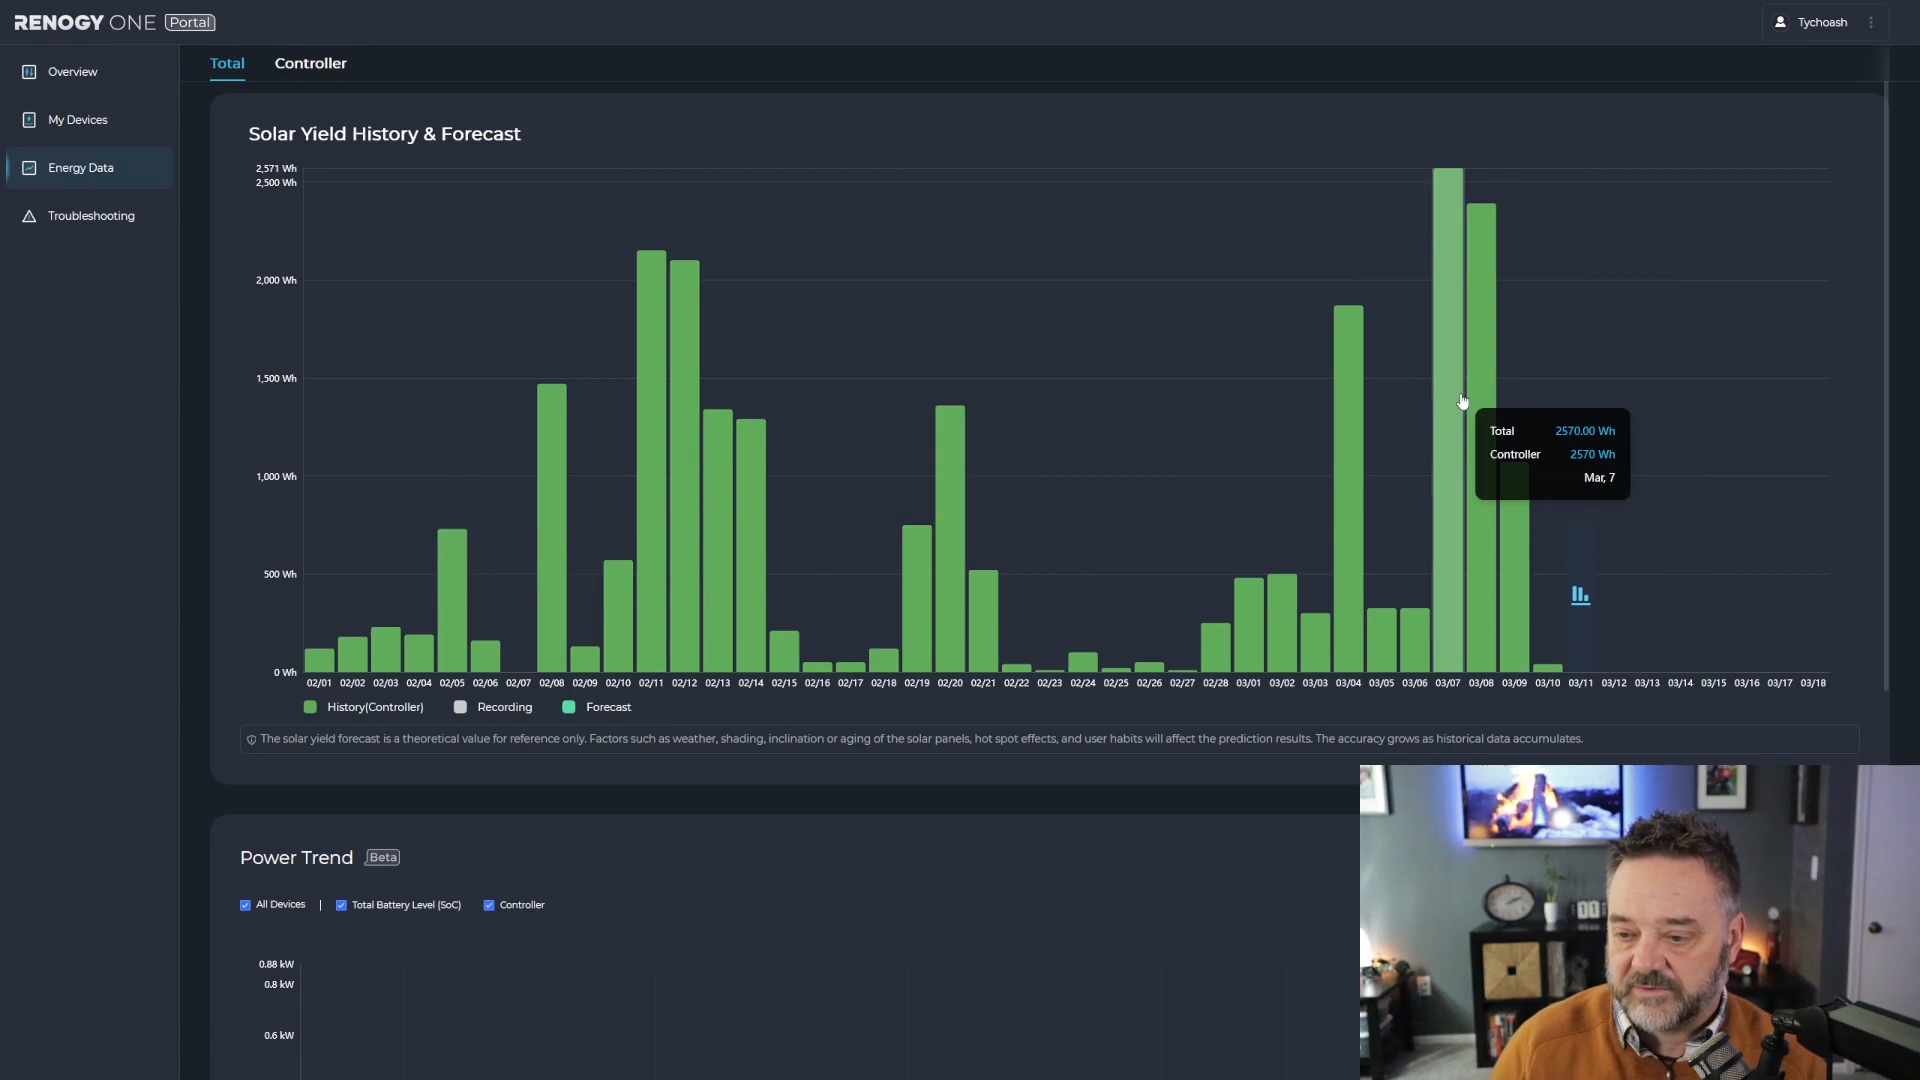 RENOGY ONE Portal
Tychoash
Overview
My Devices
Energy Data
Troubleshooting
Total Controller
Solar Yield History & Forecast
2,571 Wh
2,500 Wh
2,000 Wh
1,500 Wh
1,000 Wh
500 Wh
0 Wh
Total 2570.00 Wh
Controller 2570 Wh
Mar, 7
02/01 02/02 02/03 02/04 02/05 02/06 02/07 02/08 02/09 02/10 02/11 02/12 02/13 02/14 02/15 02/16 02/17 02/18 02/19 02/20 02/21 02/22 02/23 02/24 02/25 02/26 02/27 02/28 03/01 03/02 03/03 03/04 03/05 03/06 03/07 03/08 03/09 03/10 03/11 03/12 03/13 03/14 03/15 03/16 03/17 03/18
History(Controller) Recording Forecast
The solar yield forecast is a theoretical value for reference only. Factors such as weather, shading, inclination or aging of the solar panels, hot spot effects, and user habits will affect the prediction results. The accuracy grows as historical data accumulates.
Power Trend Beta
All Devices | Total Battery Level (SoC) Controller
0.88 kW
0.8 kW
0.6 kW